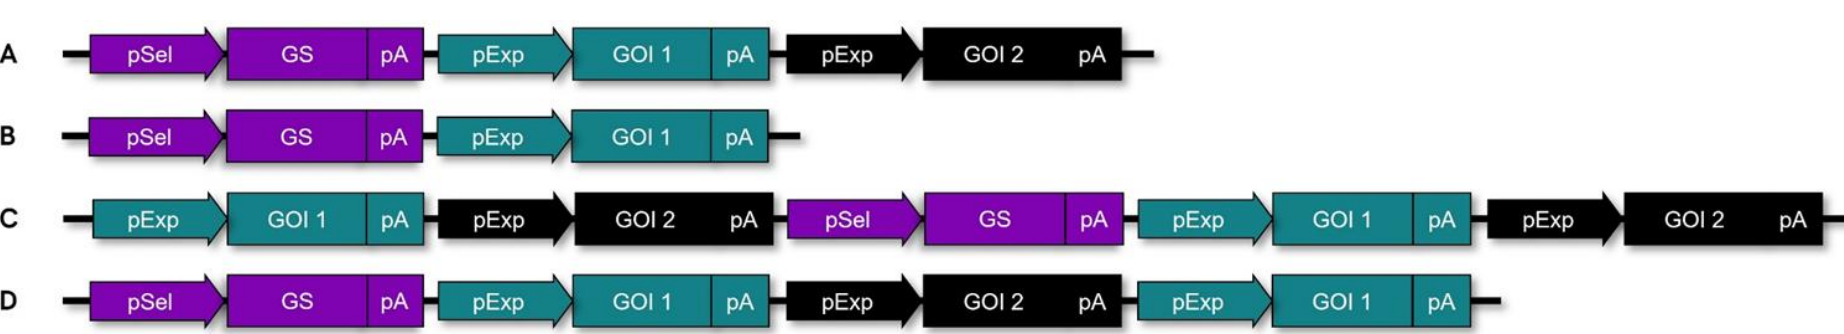 A pSel GS pA pExp GOI 1 pA pExp GOI 2 pA
B pSel GS pA pExp GOI 1 pA
C pExp GOI 1 pA pExp GOI 2 pA pSel GS pA pExp GOI 1 pA pExp GOI 2 pA
D pSel GS pA pExp GOI 1 pA pExp GOI 2 pA pExp GOI 1 pA